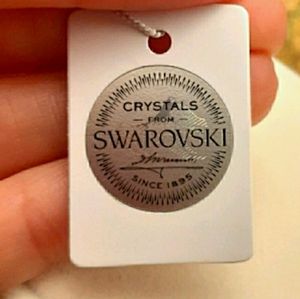 CRYSTALS
FROM
SWAROVSKI
SINCE 1895